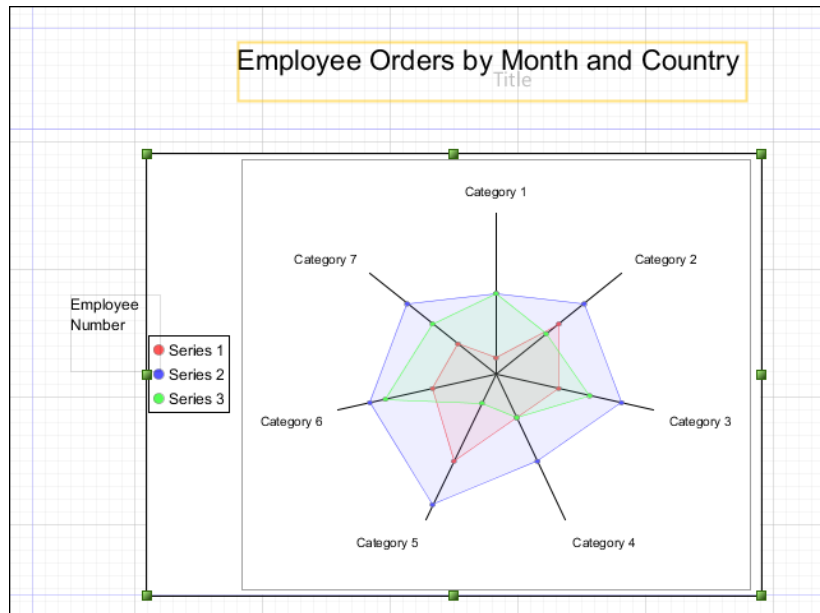 Employee Orders by Month and Country
Title
Category 1
Category 7
Category 2
Employee
Number
Series 1
Series 2
Series 3
Category 6
Category 3
Category 5
Category 4